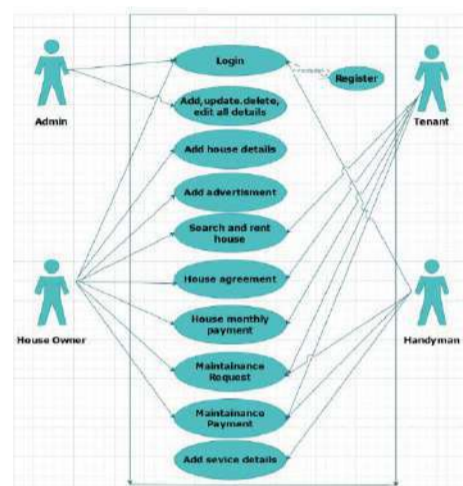 Login
Register
Admin
Add,update.delete,
edit all details
Tenant
Add house details
Add advertisment
Search and rent
house
House agreement
House Owner
House monthly
payment
Handyman
Maintainance
Request
Maintainanco
Payment
Add sevice details